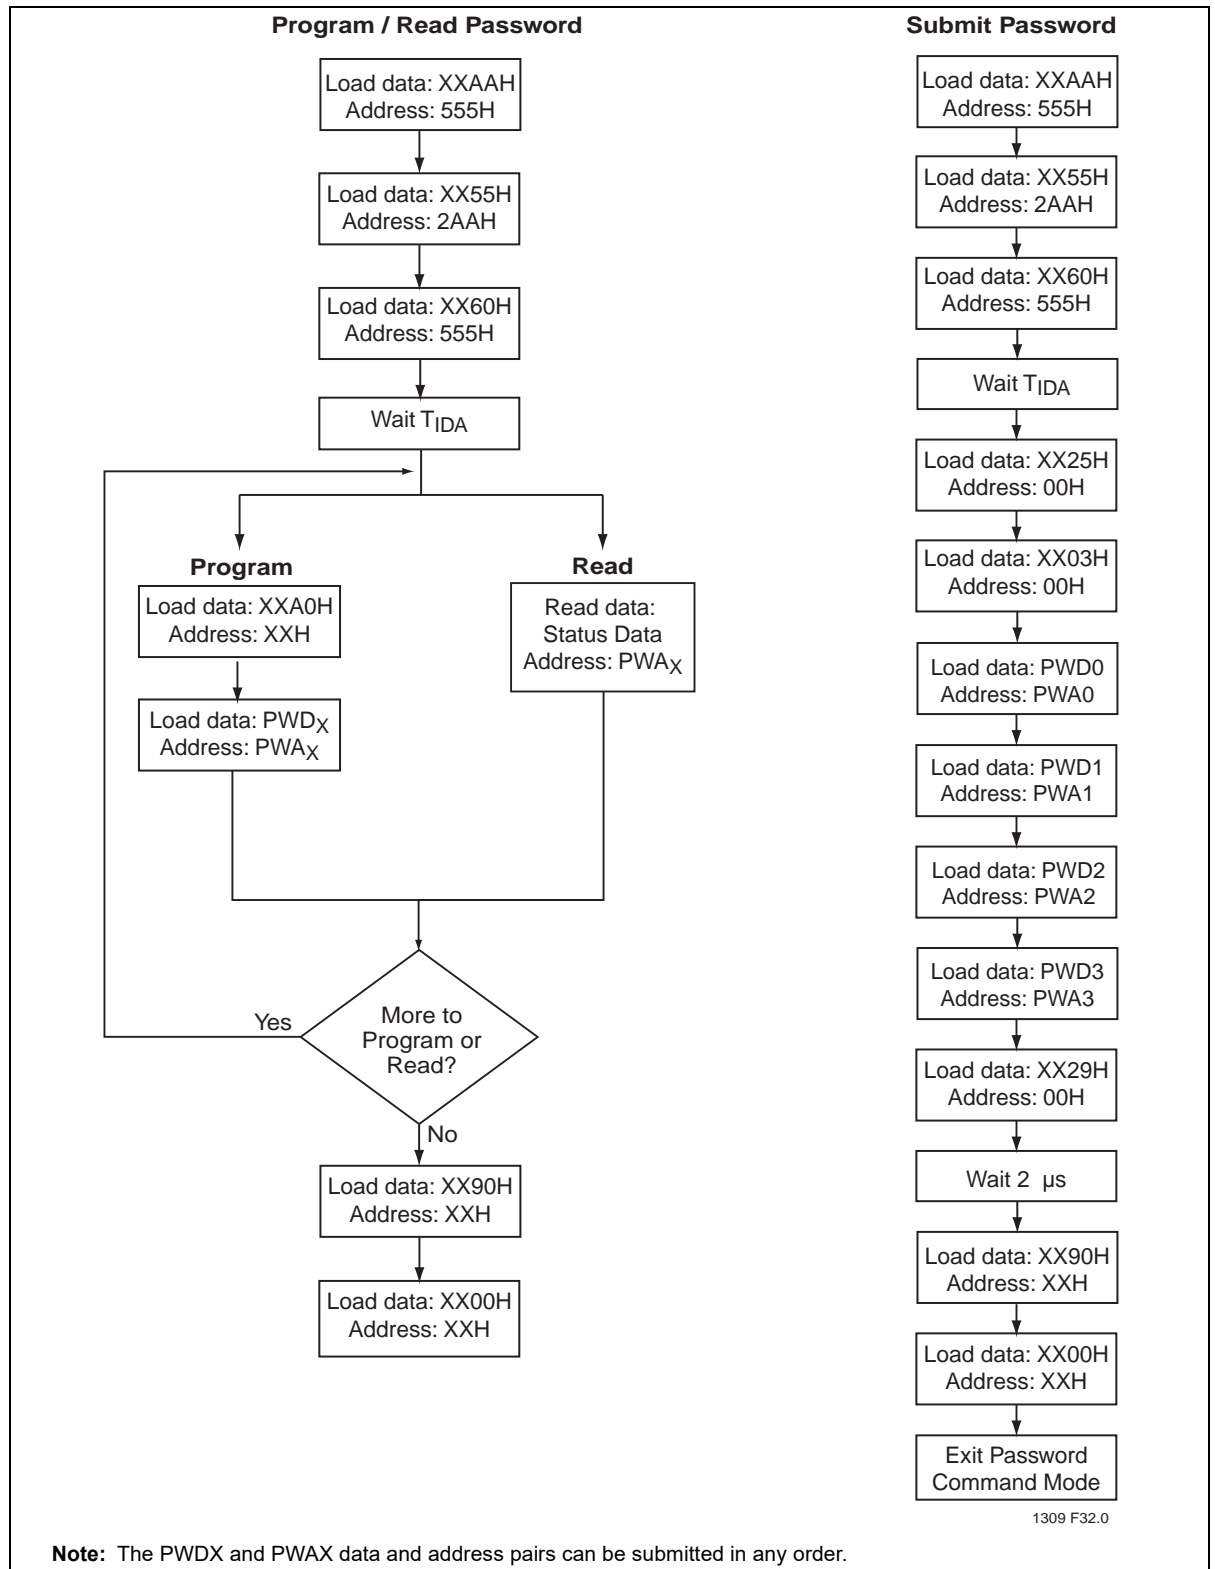 Program / Read Password
Load data: XXAAH
Address: 555H
Load data: XX55H
Address: 2AAH
Load data: XX60H
Address: 555H
Wait TIDA
Program
Load data: XXA0H
Address: XXH
Load data: PWDX
Address: PWAX
Read
Read data:
Status Data
Address: PWAX
More to
Program or
Read?
Yes
No
Load data: XX90H
Address: XXH
Load data: XX00H
Address: XXH
Submit Password
Load data: XXAAH
Address: 555H
Load data: XX55H
Address: 2AAH
Load data: XX60H
Address: 555H
Wait TIDA
Load data: XX25H
Address: 00H
Load data: XX03H
Address: 00H
Load data: PWD0
Address: PWA0
Load data: PWD1
Address: PWA1
Load data: PWD2
Address: PWA2
Load data: PWD3
Address: PWA3
Load data: XX29H
Address: 00H
Wait 2 µs
Load data: XX90H
Address: XXH
Load data: XX00H
Address: XXH
Exit Password
Command Mode
1309 F32.0
Note: The PWDX and PWAX data and address pairs can be submitted in any order.